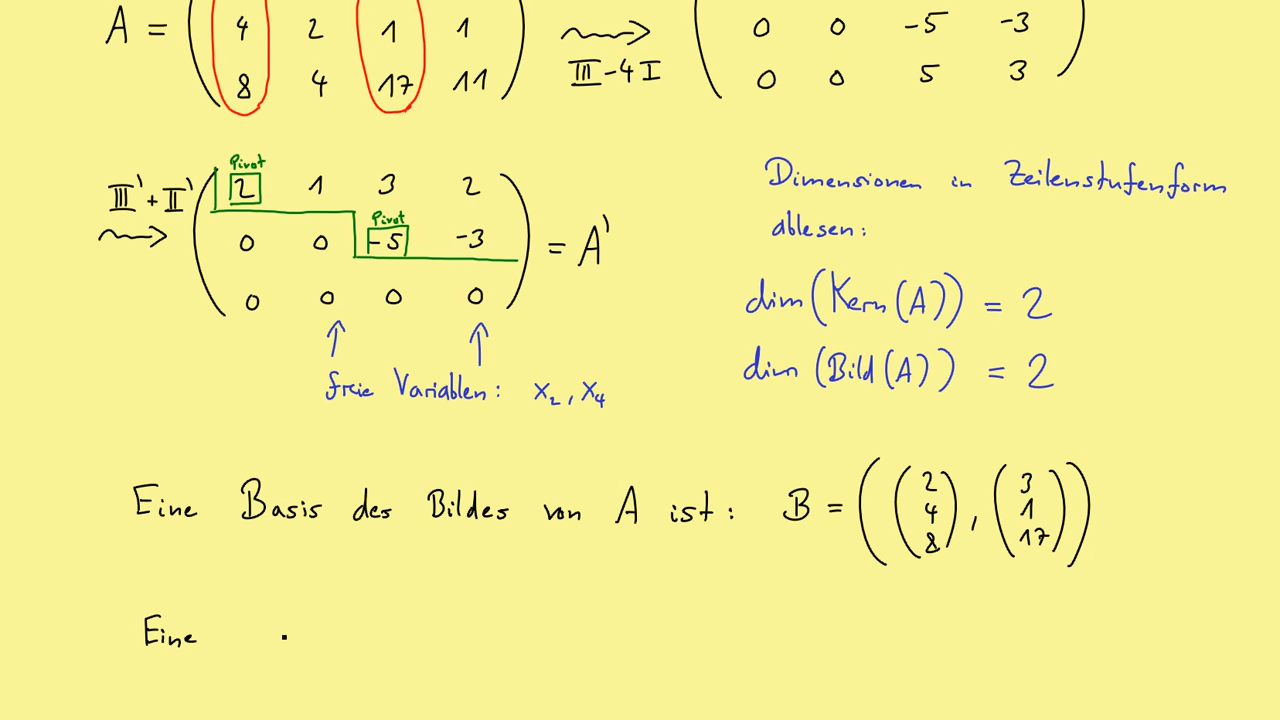 A = ( 4 2 1 1 ) ⇝ ( 0 0 -5 -3 )
( 8 4 17 11 ) III-4I ( 0 0 5 3 )
Pivot
III'+II' ( 2 1 3 2 )
Pivot
⇝ ( 0 0 -5 -3 ) = A'
( 0 0 0 0 )
↑ ↑
freie Variablen: x₂, x₄
Dimensionen in Zeilenstufenform
ablesen:
dim(Kern(A)) = 2
dim(Bild(A)) = 2
Eine Basis des Bildes von A ist: B = ((2 4 8), (3 1 17))
Eine